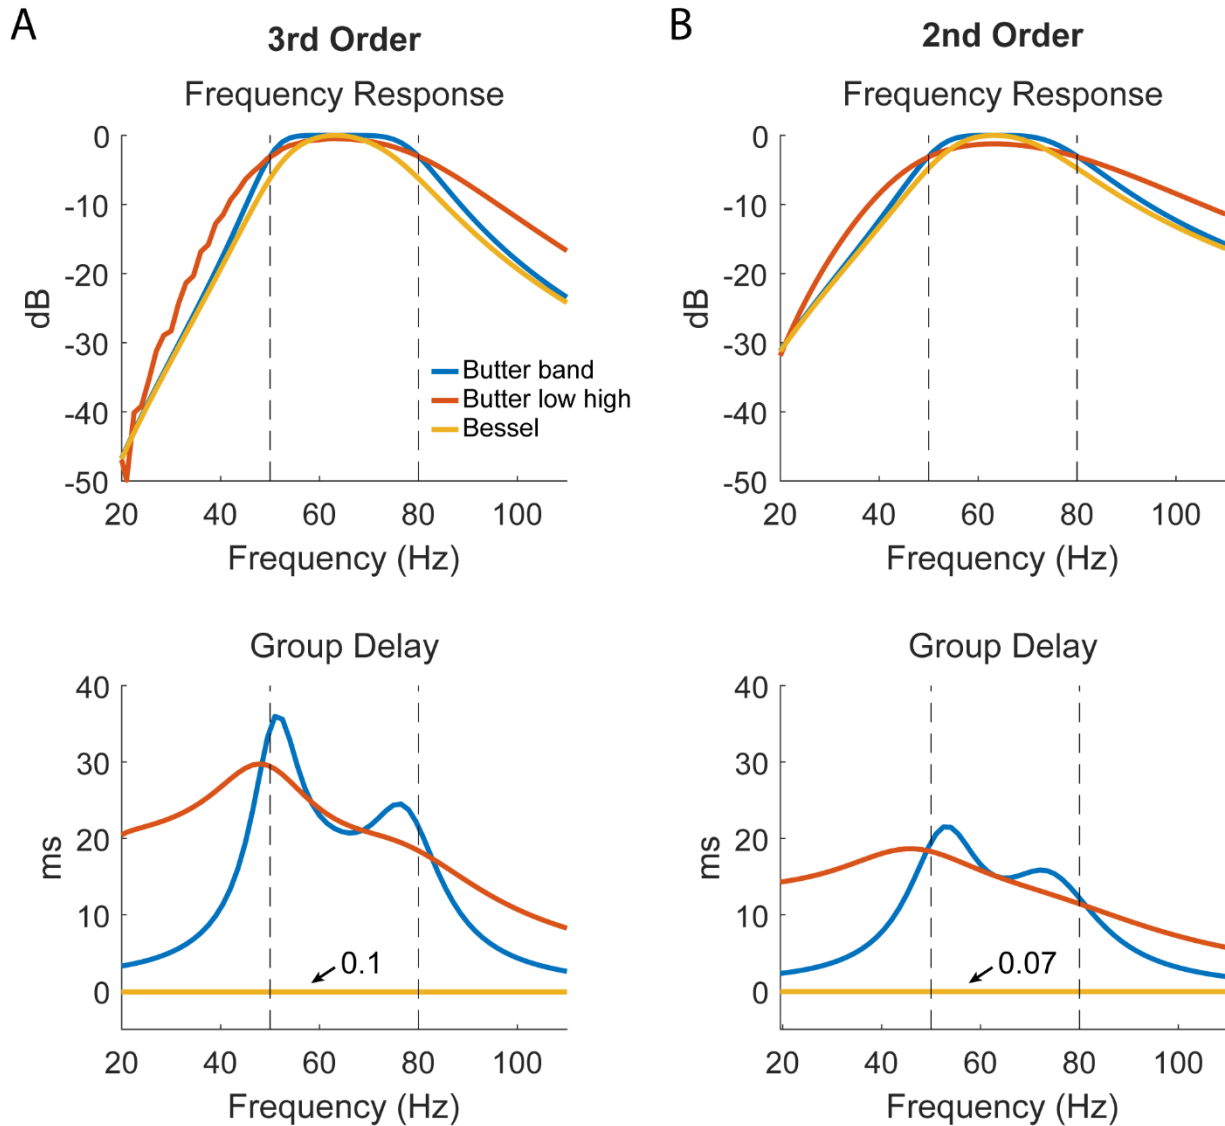 A
3rd Order
Frequency Response
0
-10
-20
-30
-40
-50
dB
Butter band
Butter low high
Bessel
20 40 60 80 100
Frequency (Hz)
Group Delay
40
30
20
10
0
ms
0.1
20 40 60 80 100
Frequency (Hz)
B
2nd Order
Frequency Response
0
-10
-20
-30
-40
-50
dB
20 40 60 80 100
Frequency (Hz)
Group Delay
40
30
20
10
0
ms
0.07
20 40 60 80 100
Frequency (Hz)